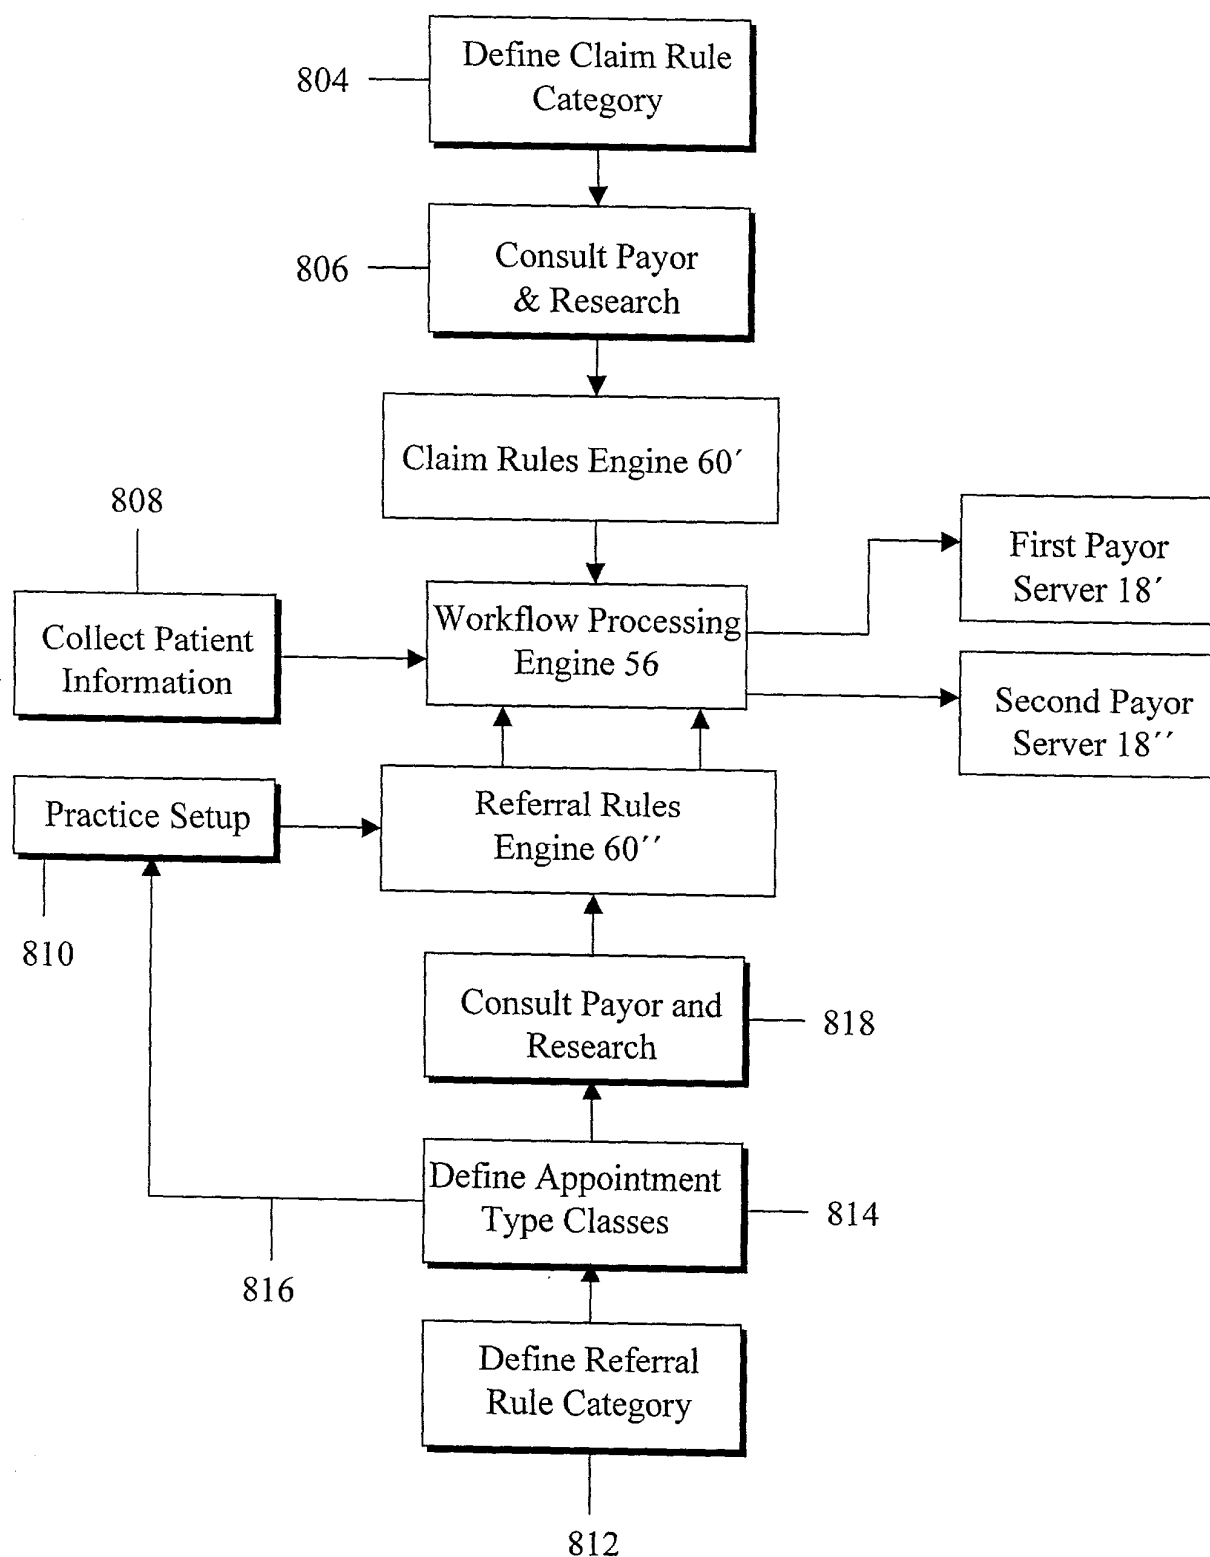 Define Claim Rule
Category
804
Consult Payor
& Research
806
Claim Rules Engine 60′
808
Collect Patient
Information
Workflow Processing
Engine 56
First Payor
Server 18′
Second Payor
Server 18′′
Practice Setup
810
Referral Rules
Engine 60′′
Consult Payor and
Research
818
Define Appointment
Type Classes
814
816
Define Referral
Rule Category
812